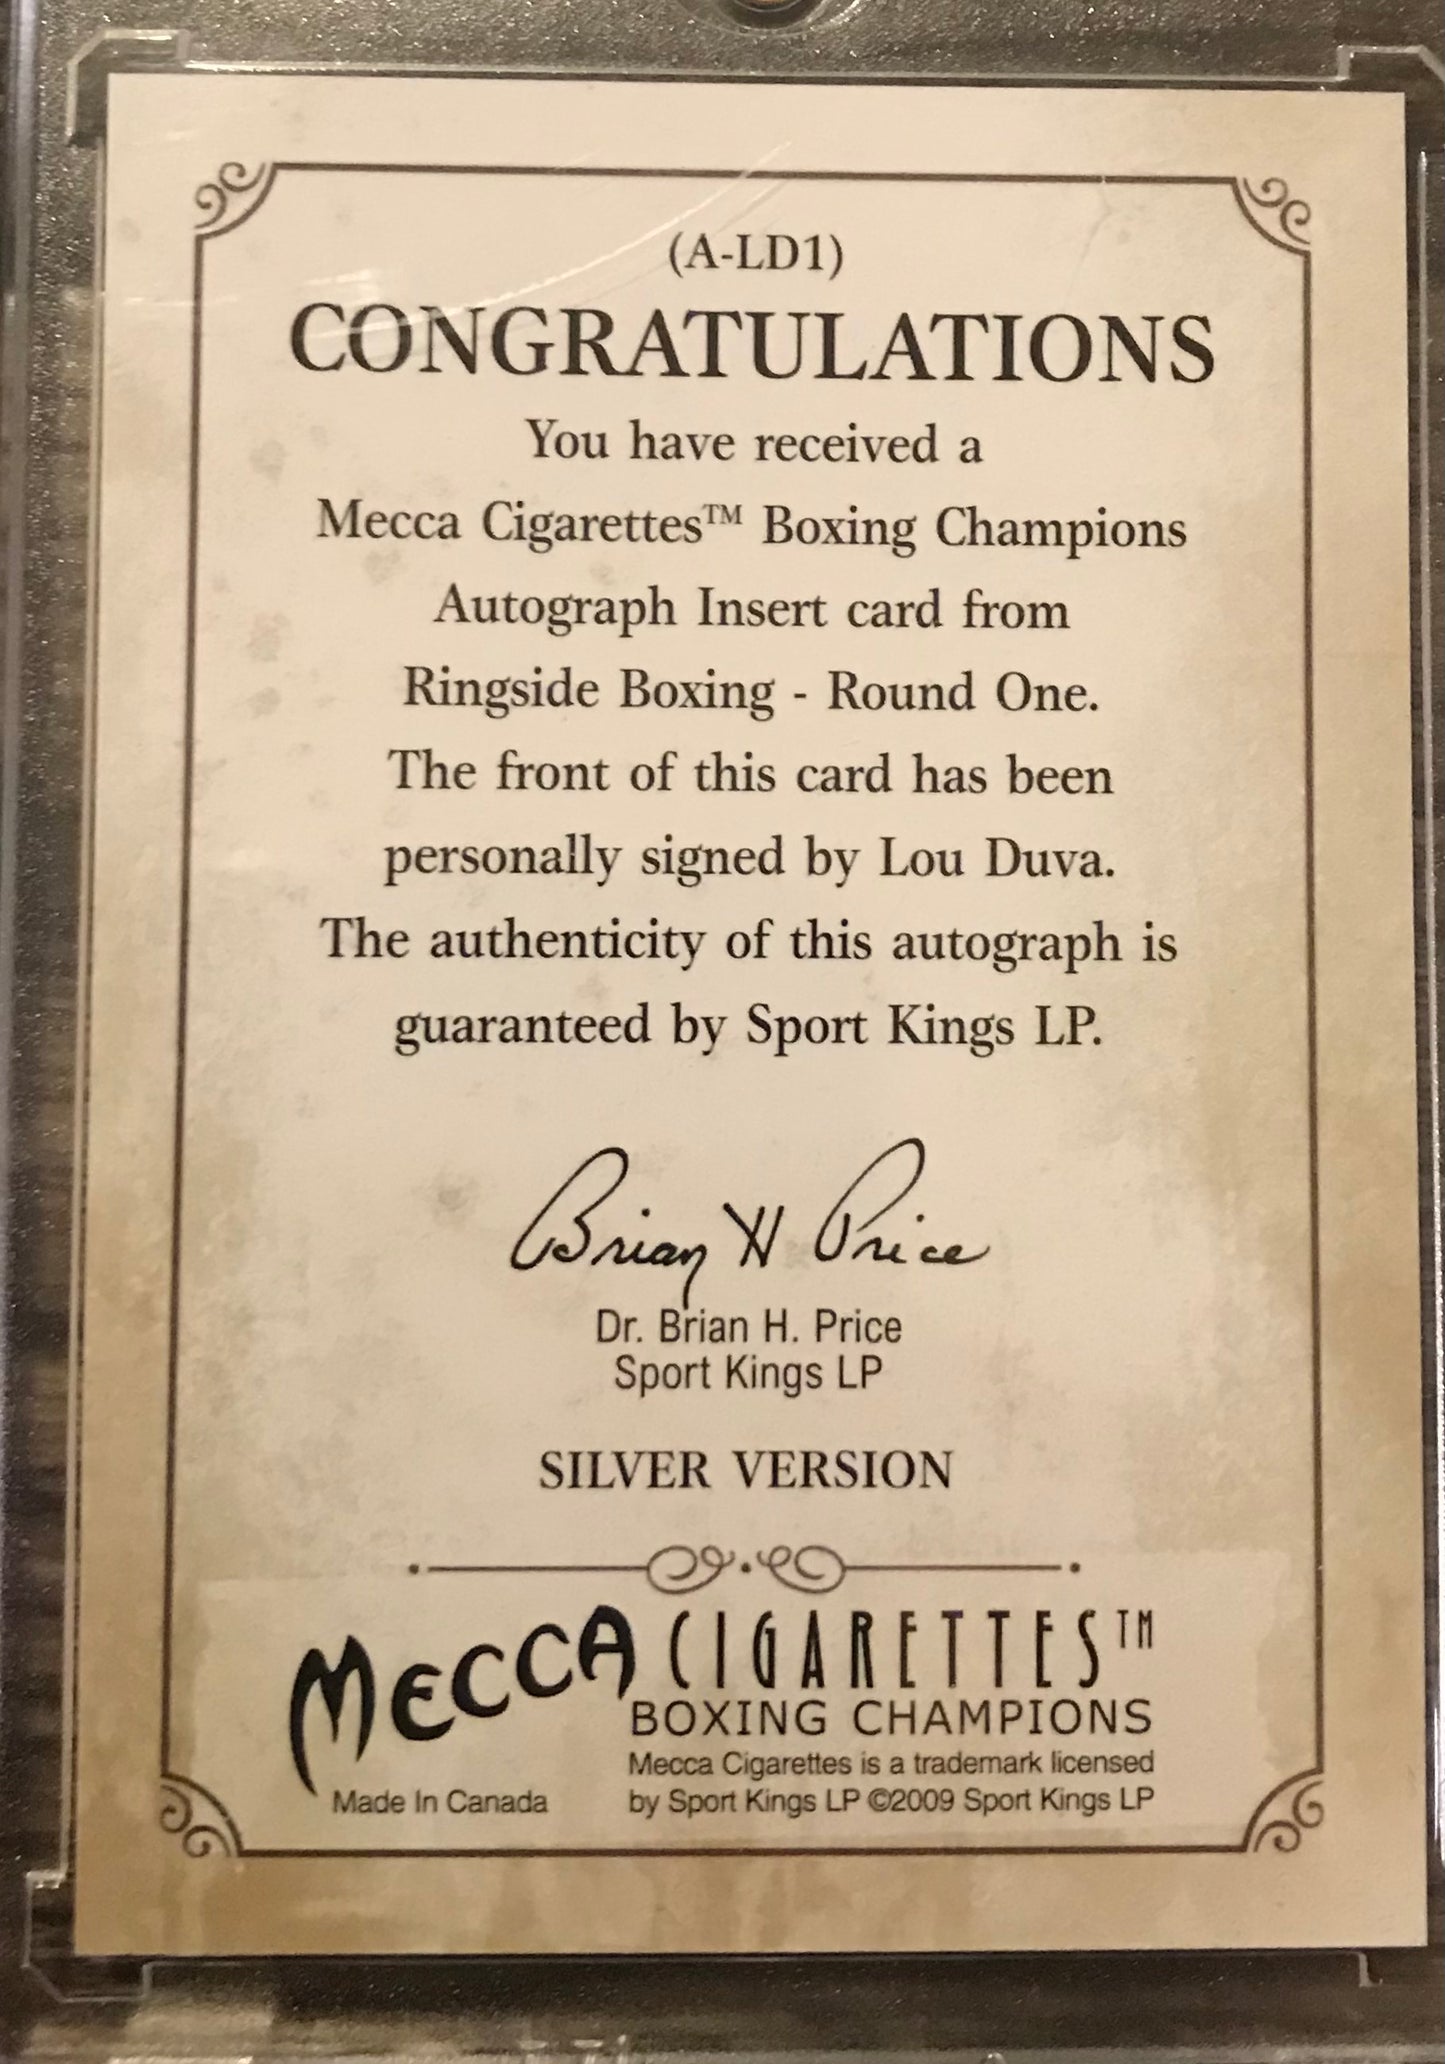 (A-LD1)
CONGRATULATIONS
You have received a
Mecca Cigarettes™ Boxing Champions
Autograph Insert card from
Ringside Boxing - Round One.
The front of this card has been
personally signed by Lou Duva.
The authenticity of this autograph is
guaranteed by Sport Kings LP.
Brian H Price
Dr. Brian H. Price
Sport Kings LP
SILVER VERSION
MECCA CIGARETTES™
BOXING CHAMPIONS
Mecca Cigarettes is a trademark licensed
Made In Canada by Sport Kings LP ©2009 Sport Kings LP